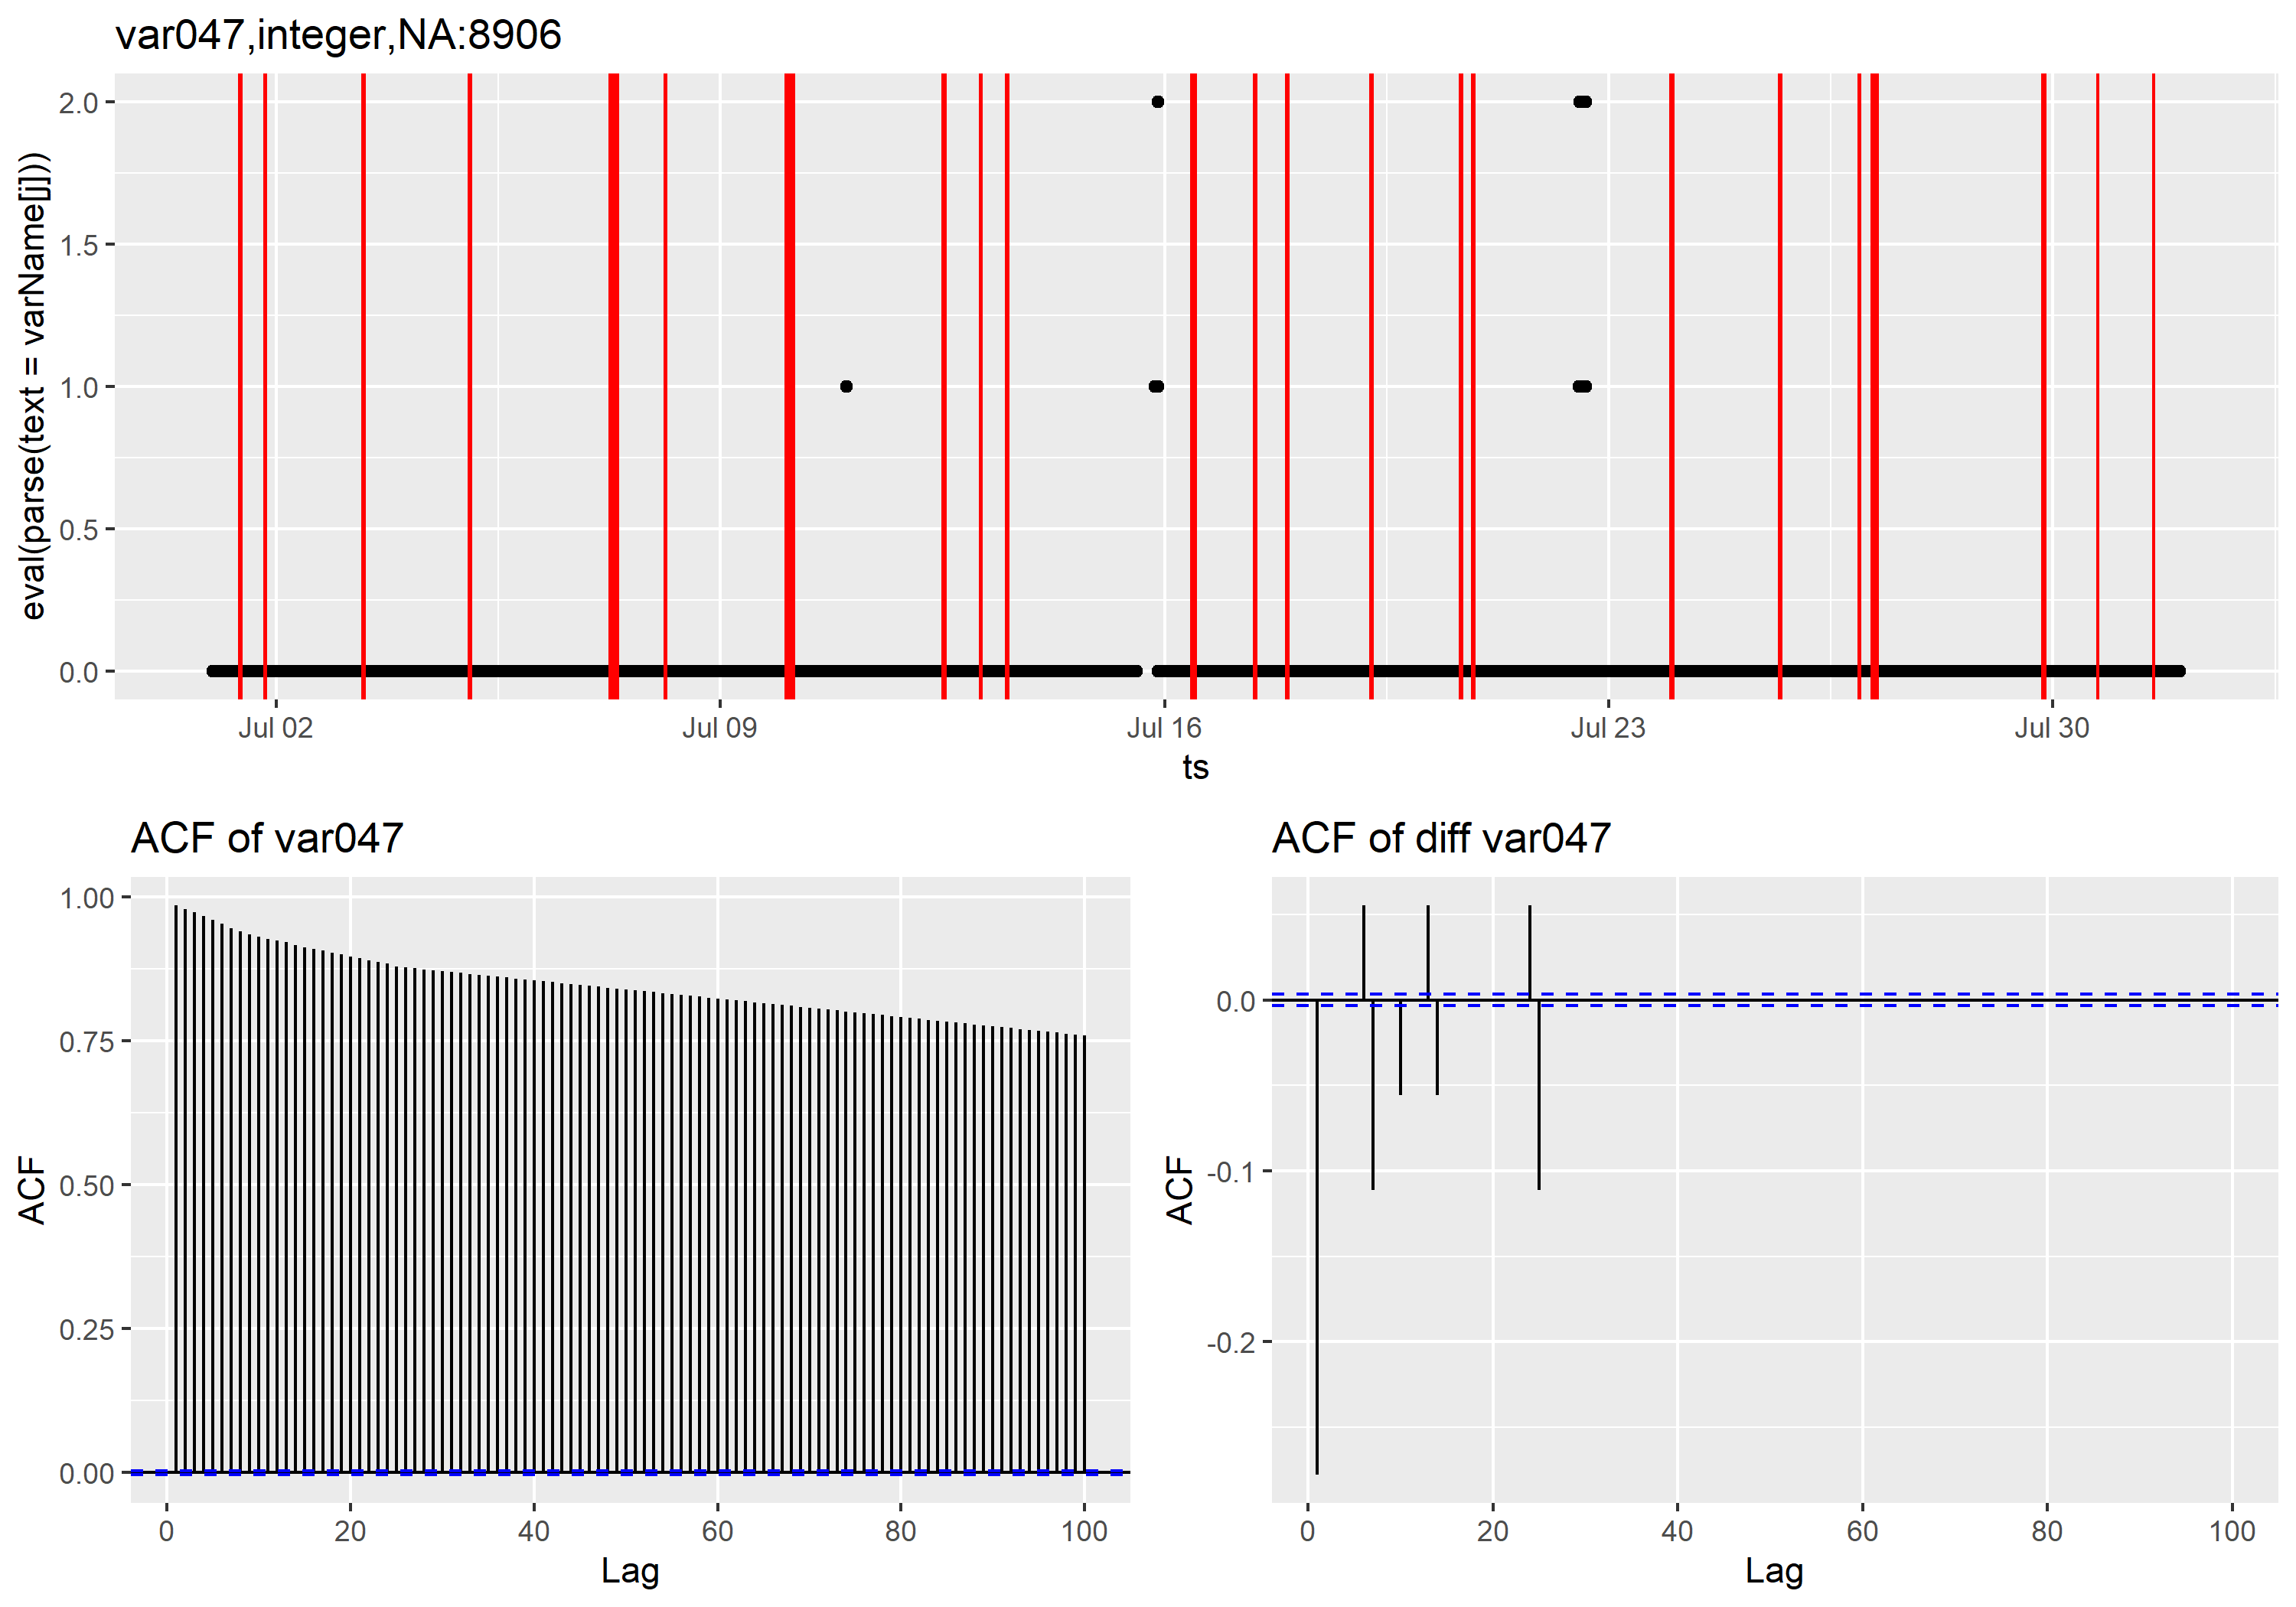 var047,integer,NA:8906
eval(parse(text = varName[j]))
2.0
1.5
1.0
0.5
0.0
Jul 02 Jul 09 Jul 16 Jul 23 Jul 30
ts
ACF of var047
ACF
1.00
0.75
0.50
0.25
0.00
0 20 40 60 80 100
Lag
ACF of diff var047
ACF
0.0
-0.1
-0.2
0 20 40 60 80 100
Lag